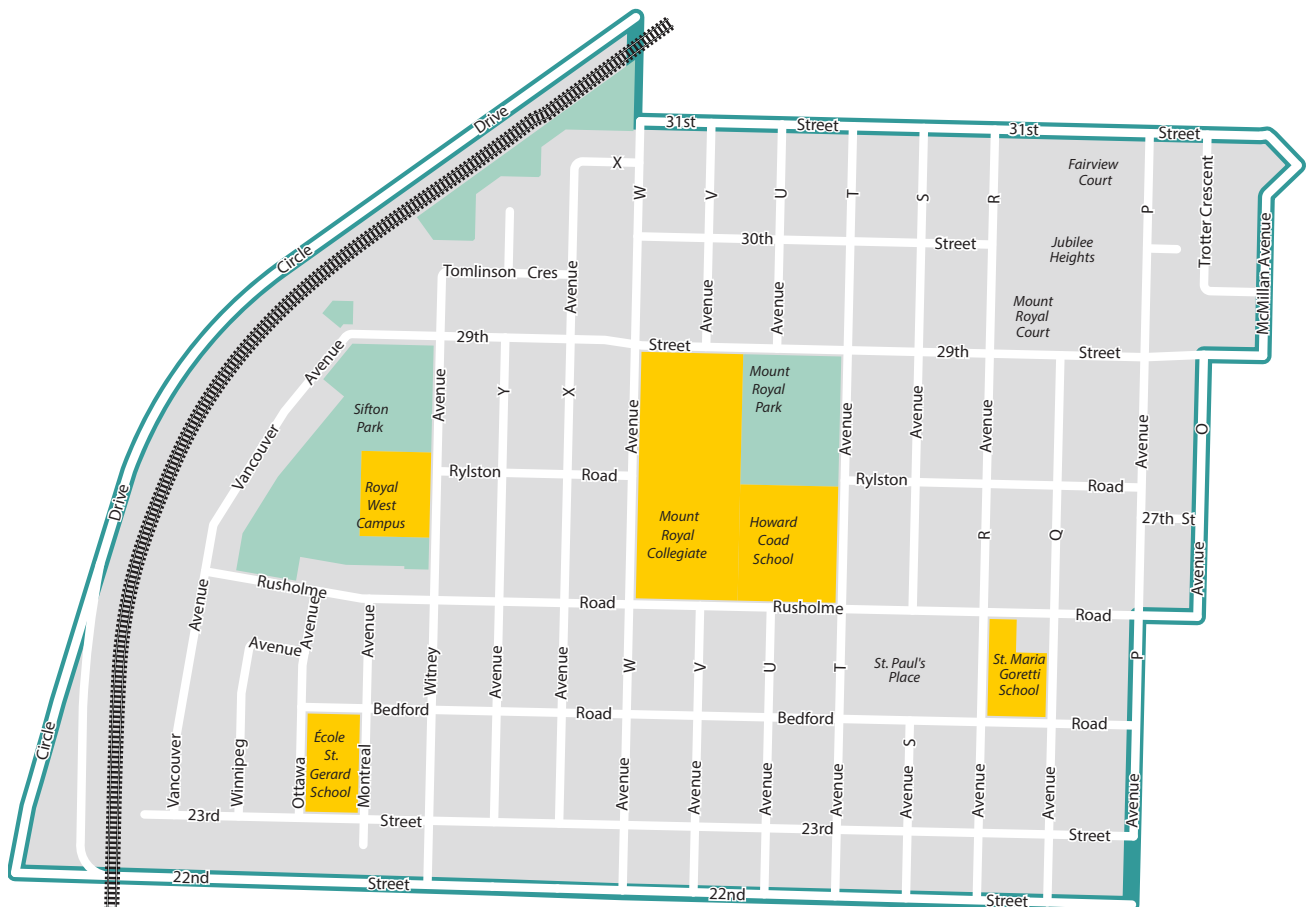 Drive
31st
Street
31st
Street
X
W
V
U
T
S
R
P
Fairview
Court
Trotter Crescent
Circle
30th
Street
Jubilee
Heights
Tomlinson Cres
Avenue
Avenue
Avenue
McMillan Avenue
Mount
Royal
Court
29th
Street
29th
Street
Avenue
Vancouver
Sifton
Park
Avenue
Y
X
Avenue
Mount
Royal
Park
Avenue
Avenue
Avenue
Avenue
O
Avenue
Rylston
Road
Rylston
Road
Royal
West
Campus
Mount
Royal
Collegiate
Howard
Coad
School
R
Q
27th St
Drive
Rusholme
Road
Rusholme
Road
Avenue
Avenue
Avenue
Avenue
Witney
Avenue
Avenue
W
V
U
T
St. Paul's
Place
St. Maria
Goretti
School
P
Bedford
Road
Bedford
Road
Circle
École
St.
Gerard
School
Vancouver
Winnipeg
Ottawa
Montreal
Avenue
Avenue
Avenue
Avenue
S
Avenue
Avenue
Avenue
Avenue
23rd
Street
23rd
Street
22nd
Street
22nd
Street